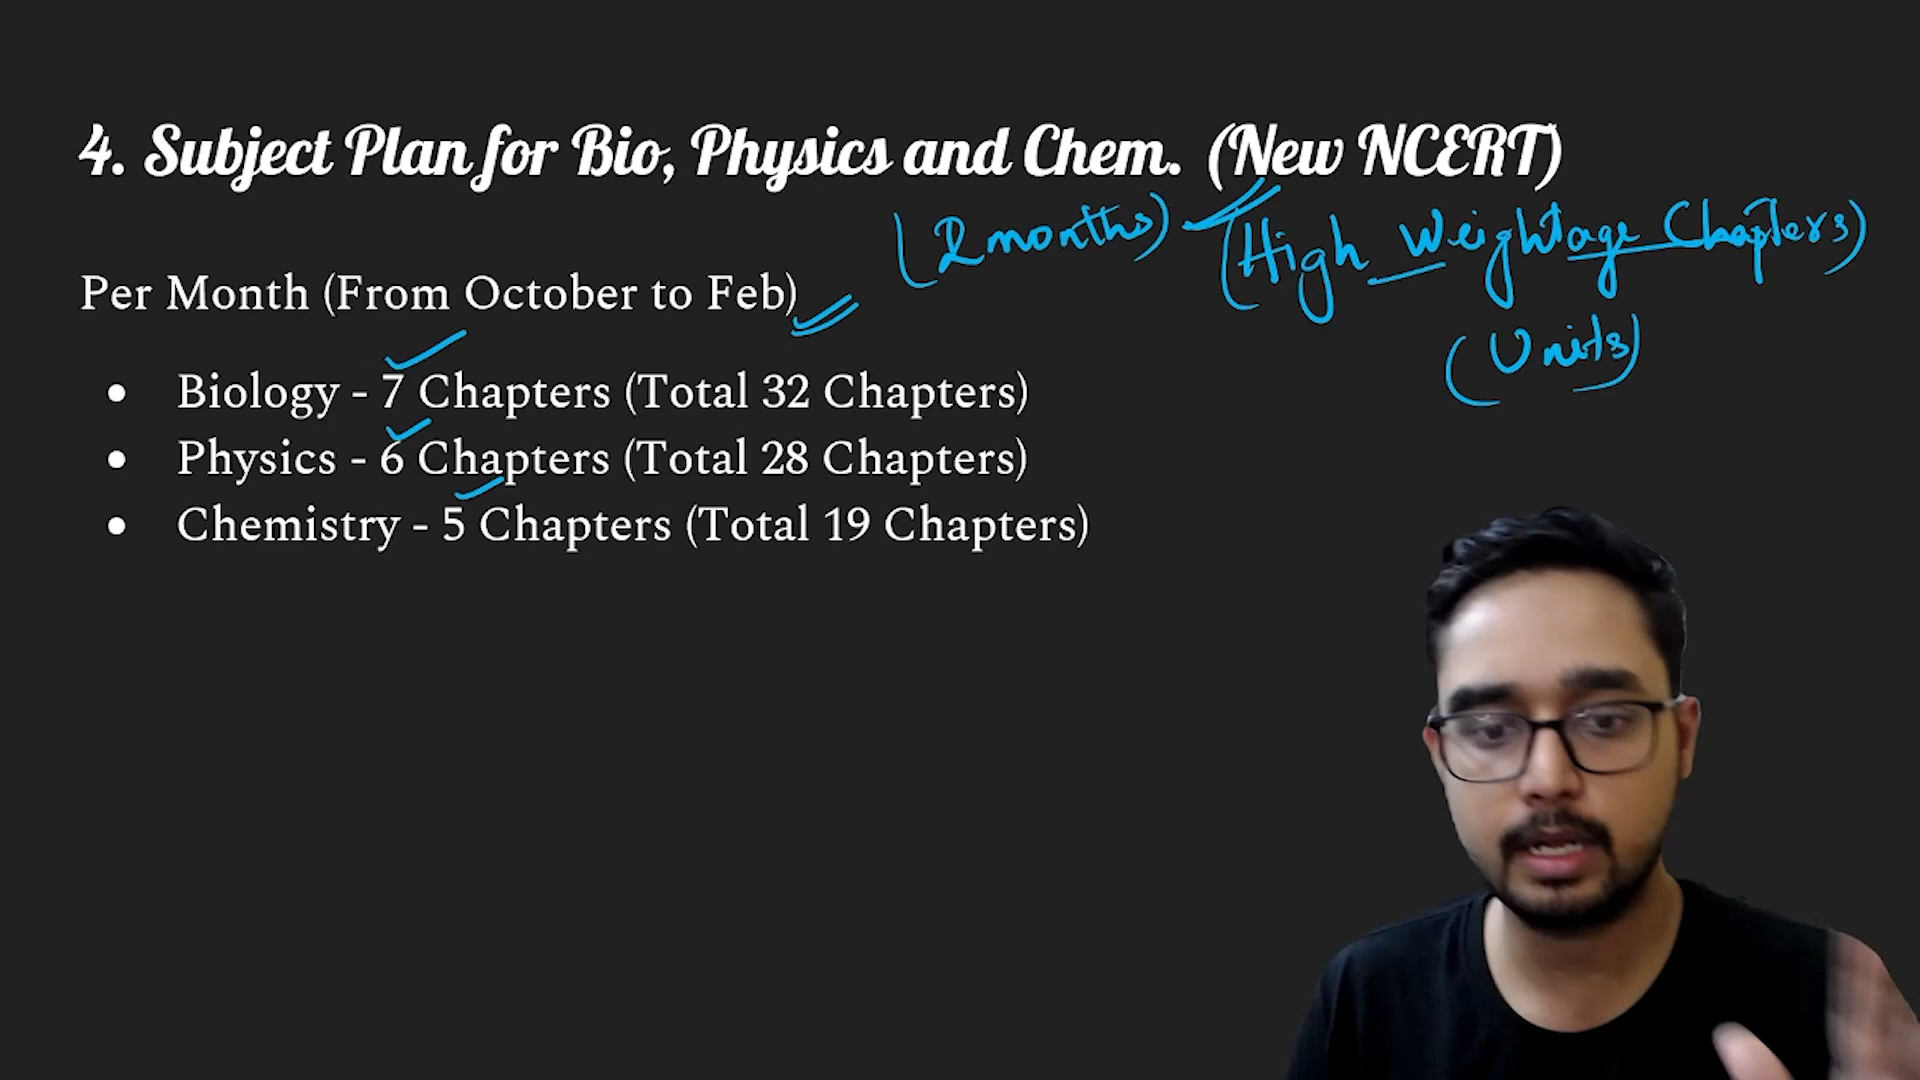 4. Subject Plan for Bio, Physics and Chem. (New NCERT)
(2 months) (High Weightage Chapters)
Per Month (From October to Feb)
(Units)
• Biology - 7 Chapters (Total 32 Chapters)
• Physics - 6 Chapters (Total 28 Chapters)
• Chemistry - 5 Chapters (Total 19 Chapters)